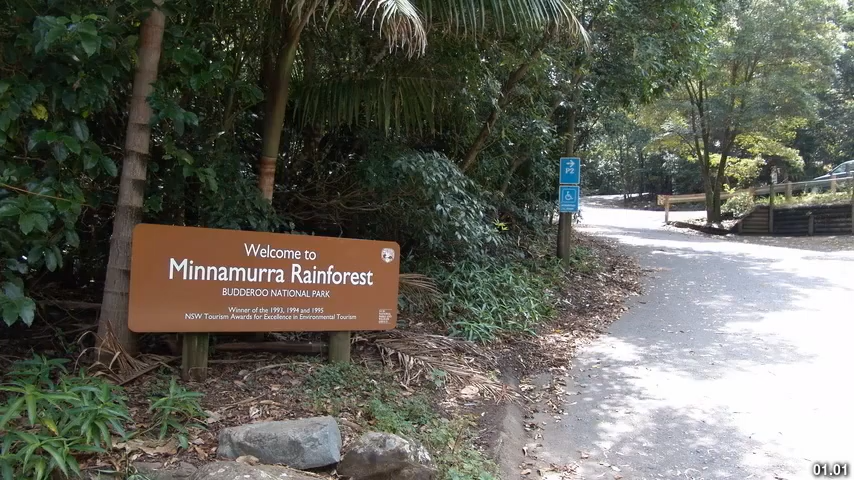 Welcome to
Minnamurra Rainforest
BUDDEROO NATIONAL PARK
Winner of the 1993, 1994 and 1995
NSW Tourism Awards for Excellence in Environmental Tourism
P2
01.01